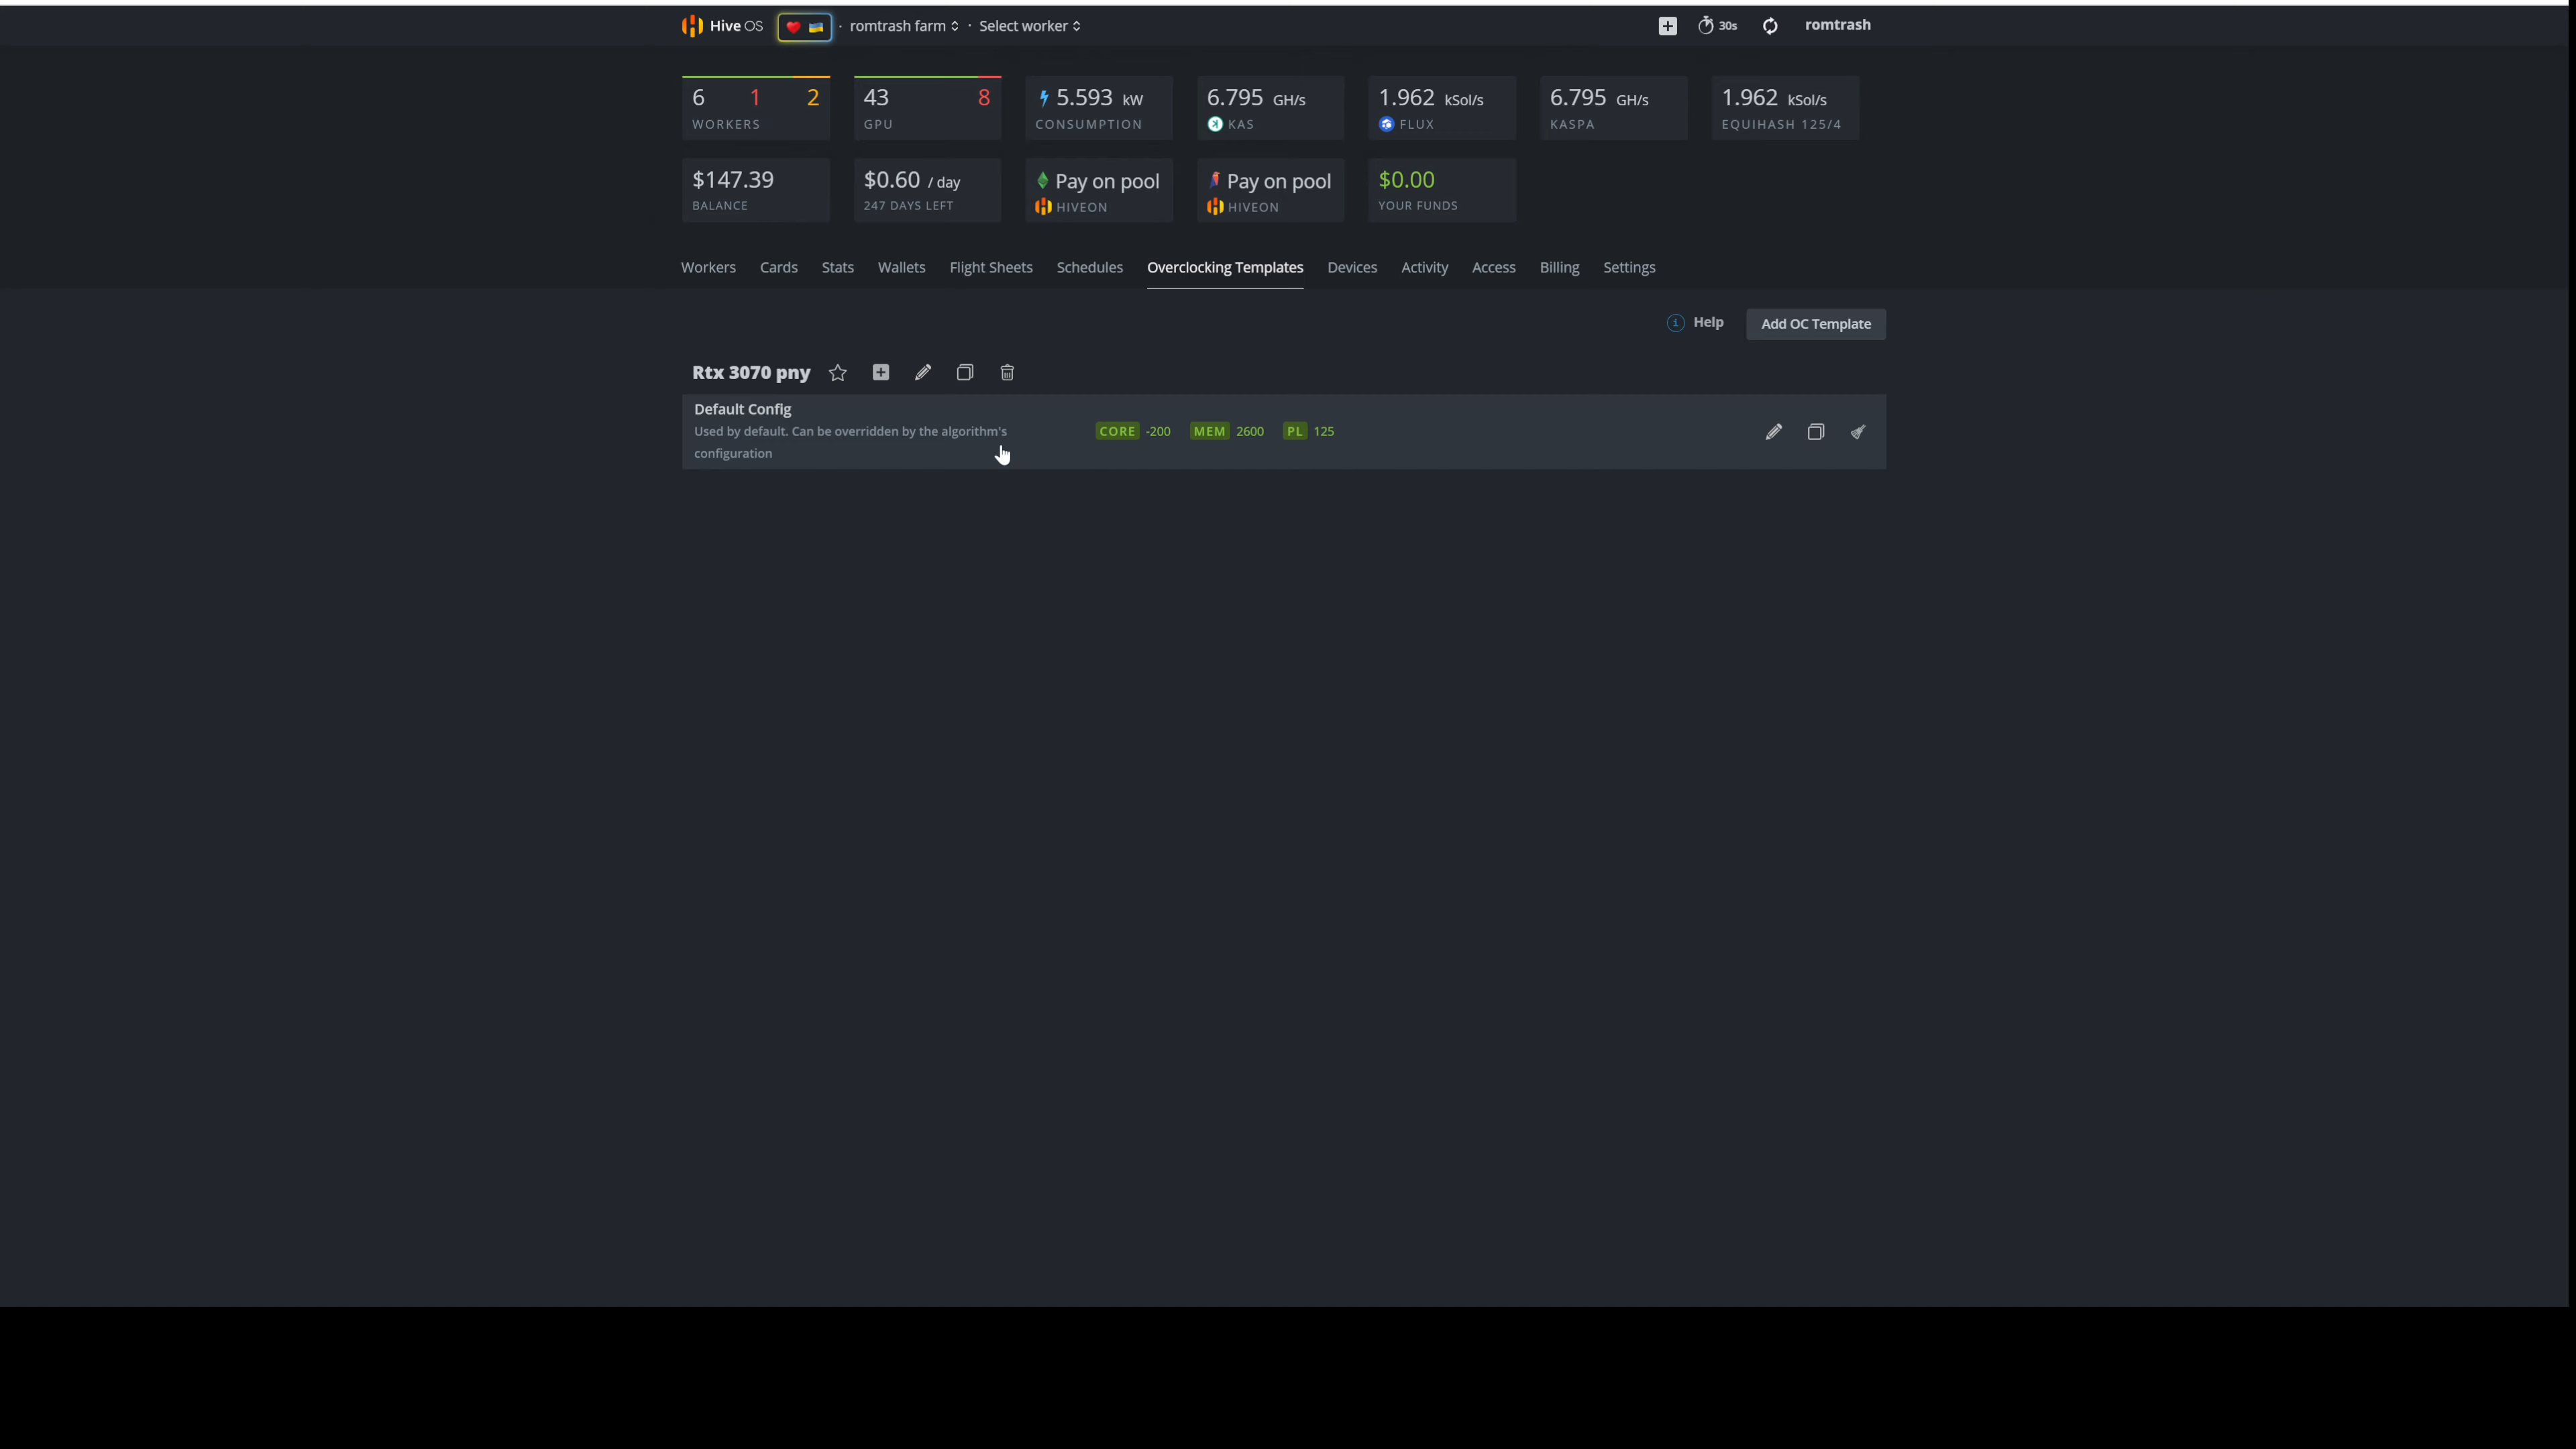 Hive OS · romtrash farm · Select worker 30s romtrash
6 1 2 43 8 5.593 kW 6.795 GH/s 1.962 kSol/s 6.795 GH/s 1.962 kSol/s
WORKERS GPU CONSUMPTION KAS FLUX KASPA EQUIHASH 125/4
$147.39 $0.60 / day Pay on pool Pay on pool $0.00
BALANCE 247 DAYS LEFT HIVEON HIVEON YOUR FUNDS
Workers Cards Stats Wallets Flight Sheets Schedules Overclocking Templates Devices Activity Access Billing Settings
Help Add OC Template
Rtx 3070 pny
Default Config
Used by default. Can be overridden by the algorithm's CORE -200 MEM 2600 PL 125
configuration